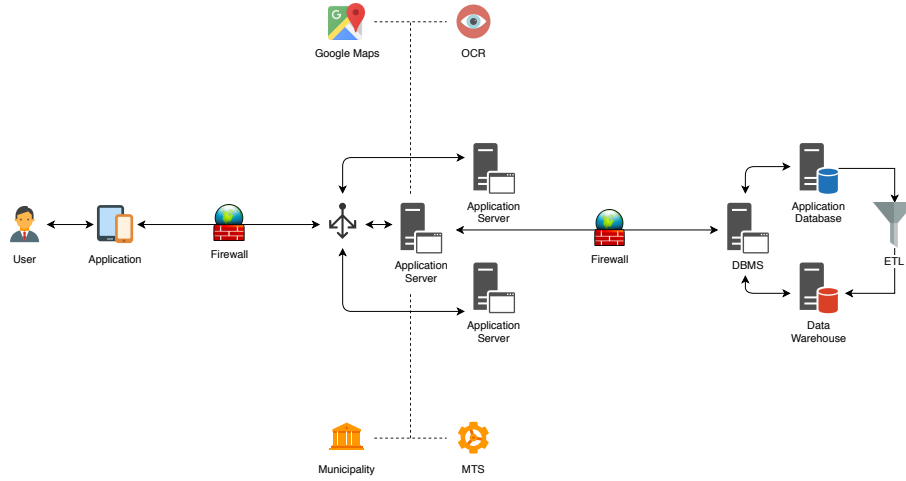 Google Maps
OCR
Application
Server
Application
Database
User
Application
Firewall
Application
Server
Firewall
DBMS
ETL
Application
Server
Data
Warehouse
Municipality
MTS